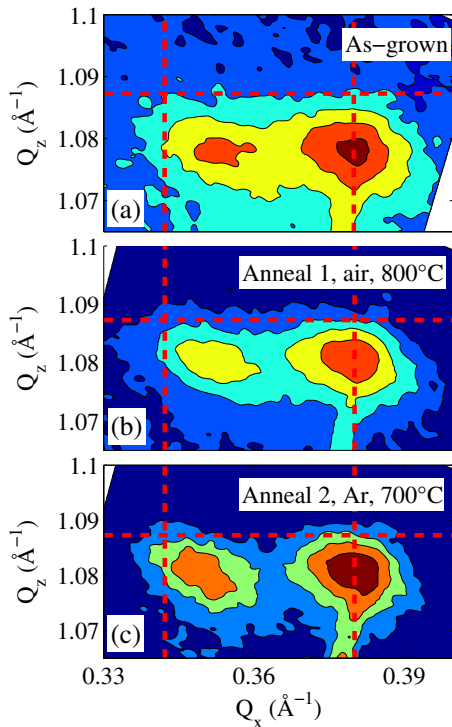 1.1
As−grown
1.09
1.08
1.07
Q_z (Å⁻¹)
(a)
1.1
Anneal 1, air, 800°C
1.09
1.08
1.07
Q_z (Å⁻¹)
(b)
1.1
Anneal 2, Ar, 700°C
1.09
1.08
1.07
Q_z (Å⁻¹)
(c)
0.33 0.36 0.39
Q_x (Å⁻¹)